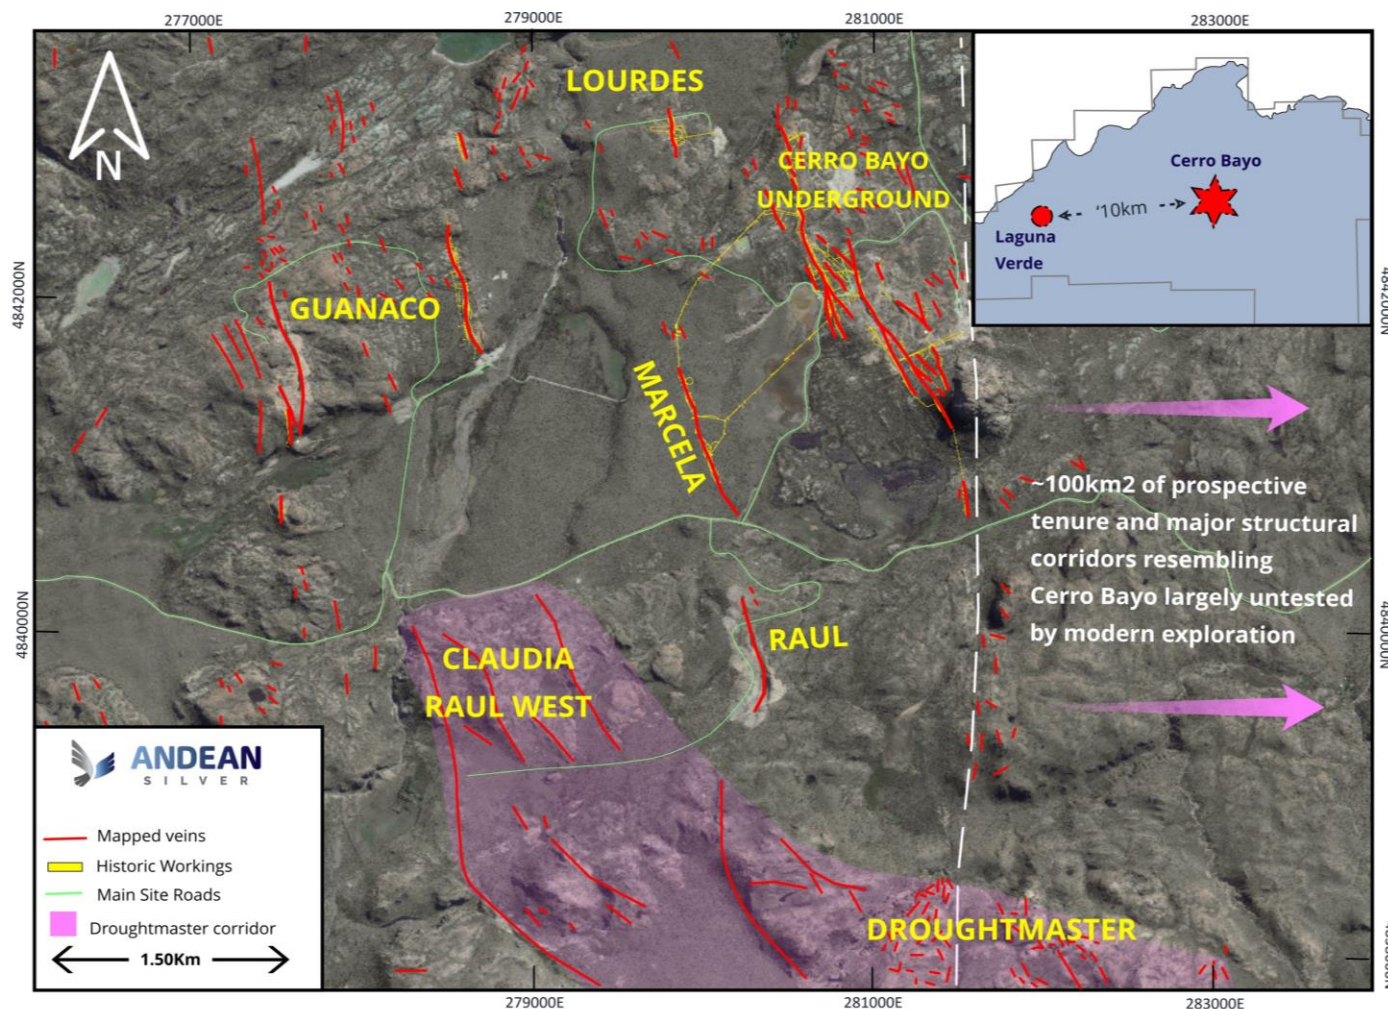 277000E
279000E
281000E
283000E
LOURDES
CERRO BAYO
UNDERGROUND
N
GUANACO
MARCELA
4842000N
4842000N
Cerro Bayo
'10km
Laguna
Verde
~100km2 of prospective
tenure and major structural
corridors resembling
Cerro Bayo largely untested
by modern exploration
4840000N
4840000N
RAUL
CLAUDIA
RAUL WEST
DROUGHTMASTER
ANDEAN
SILVER
Mapped veins
Historic Workings
Main Site Roads
Droughtmaster corridor
1.50Km
279000E
281000E
283000E